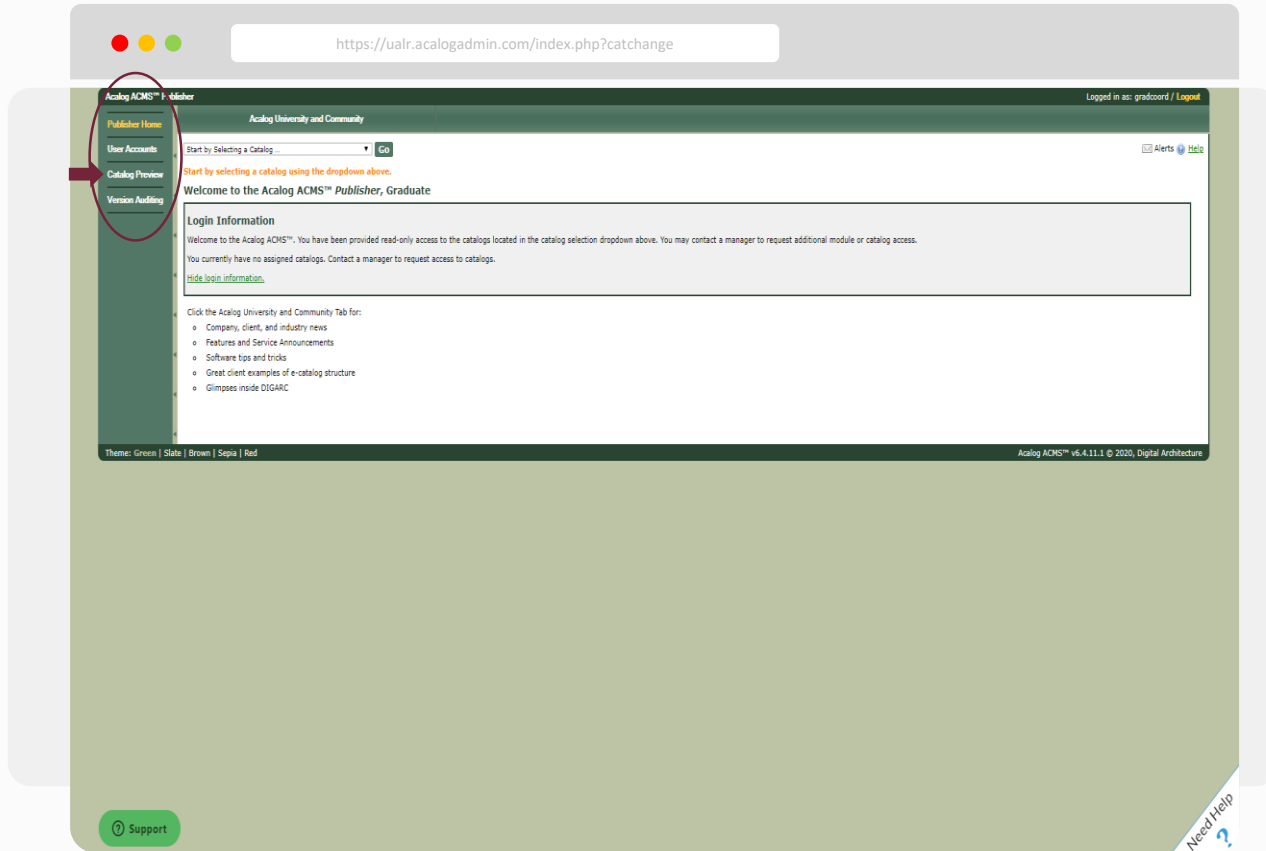 https://ualr.acalogadmin.com/index.php?catchange
Acalog ACMS™ Publisher
Logged in as: gradcoord / Logout
Publisher Home
Acalog University and Community
User Accounts
Start by Selecting a Catalog ...
Go
Alerts
Help
Catalog Preview
Start by selecting a catalog using the dropdown above.
Welcome to the Acalog ACMS™ Publisher, Graduate
Version Auditing
Login Information
Welcome to the Acalog ACMS™. You have been provided read-only access to the catalogs located in the catalog selection dropdown above. You may contact a manager to request additional module or catalog access.
You currently have no assigned catalogs. Contact a manager to request access to catalogs.
Hide login information.
Click the Acalog University and Community Tab for:
Company, client, and industry news
Features and Service Announcements
Software tips and tricks
Great client examples of e-catalog structure
Glimpses inside DIGARC
Theme: Green | Slate | Brown | Sepia | Red
Acalog ACMS™ v6.4.11.1 © 2020, Digital Architecture
Need Help
?
? Support